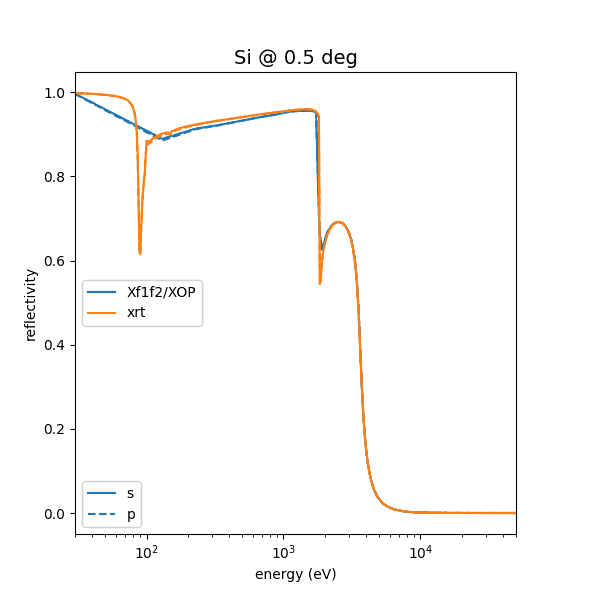 Si @ 0.5 deg
reflectivity
1.0
0.8
0.6
0.4
0.2
0.0
Xf1f2/XOP
xrt
s
p
10²
10³
10⁴
energy (eV)